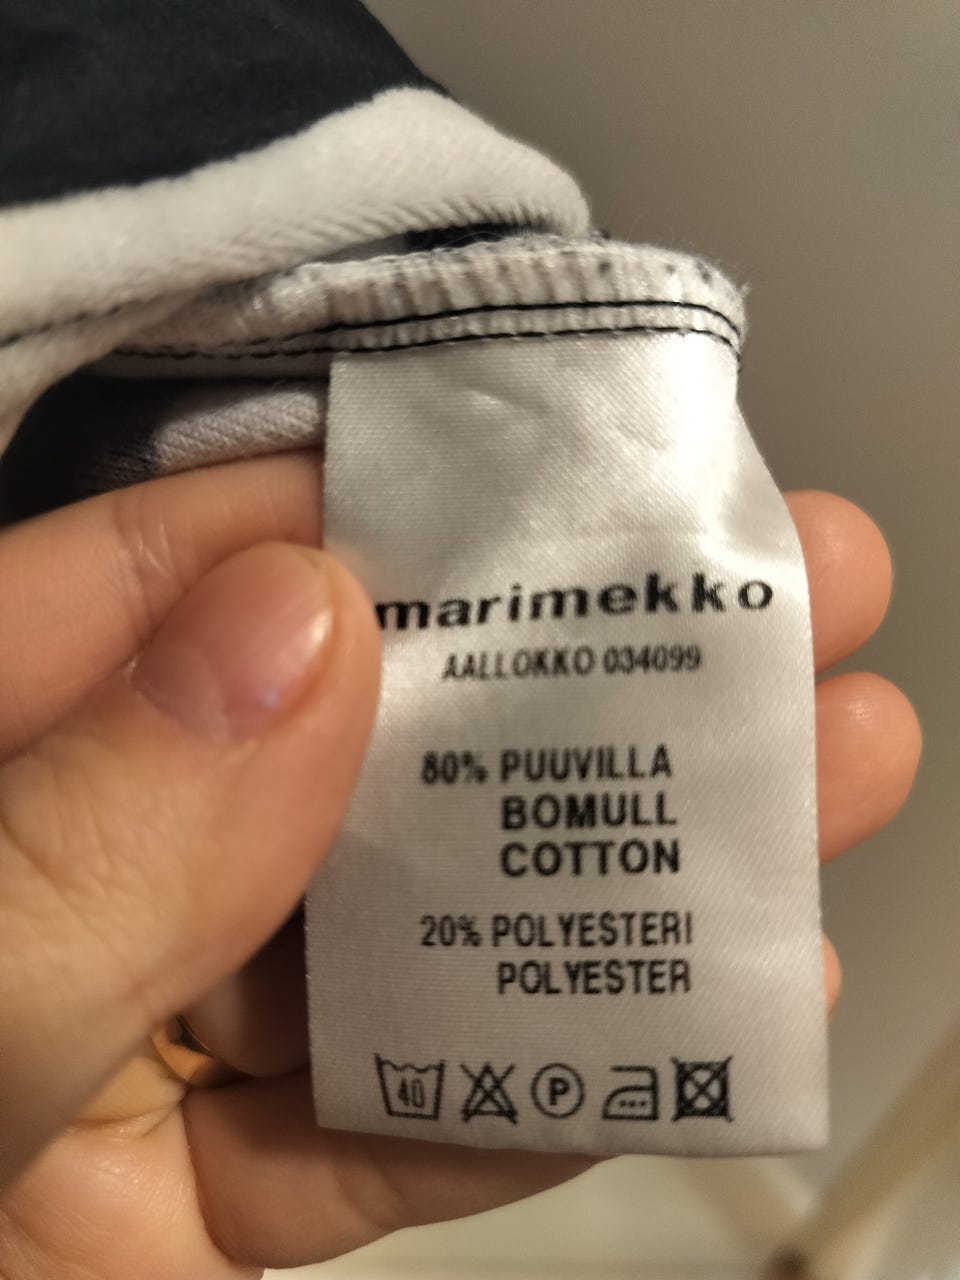 marimekko
AALLOKKO 034099
80% PUUVILLA
BOMULL
COTTON
20% POLYESTERI
POLYESTER
40 P